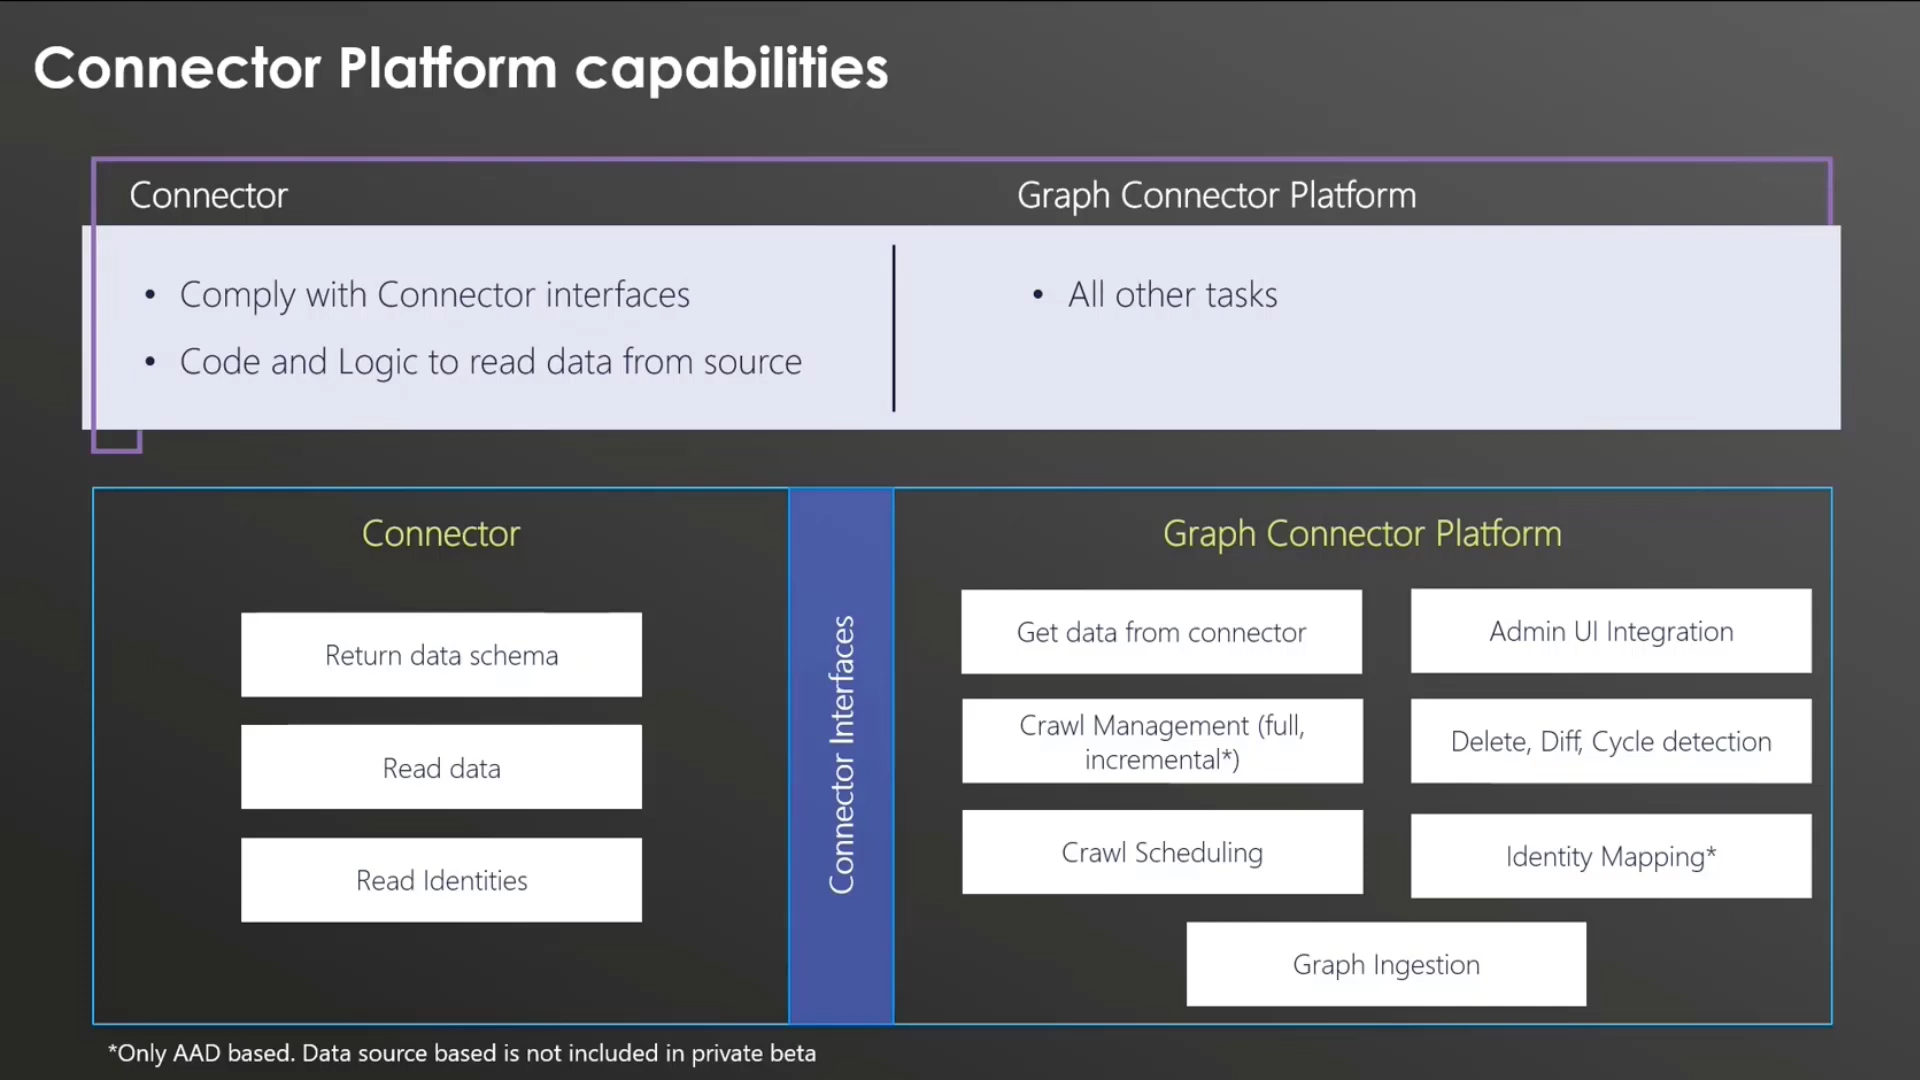 Connector Platform capabilities
Connector
Graph Connector Platform
• Comply with Connector interfaces
• Code and Logic to read data from source
• All other tasks
Connector
Return data schema
Read data
Read Identities
Connector Interfaces
Graph Connector Platform
Get data from connector
Admin UI Integration
Crawl Management (full,
incremental*)
Delete, Diff, Cycle detection
Crawl Scheduling
Identity Mapping*
Graph Ingestion
*Only AAD based. Data source based is not included in private beta